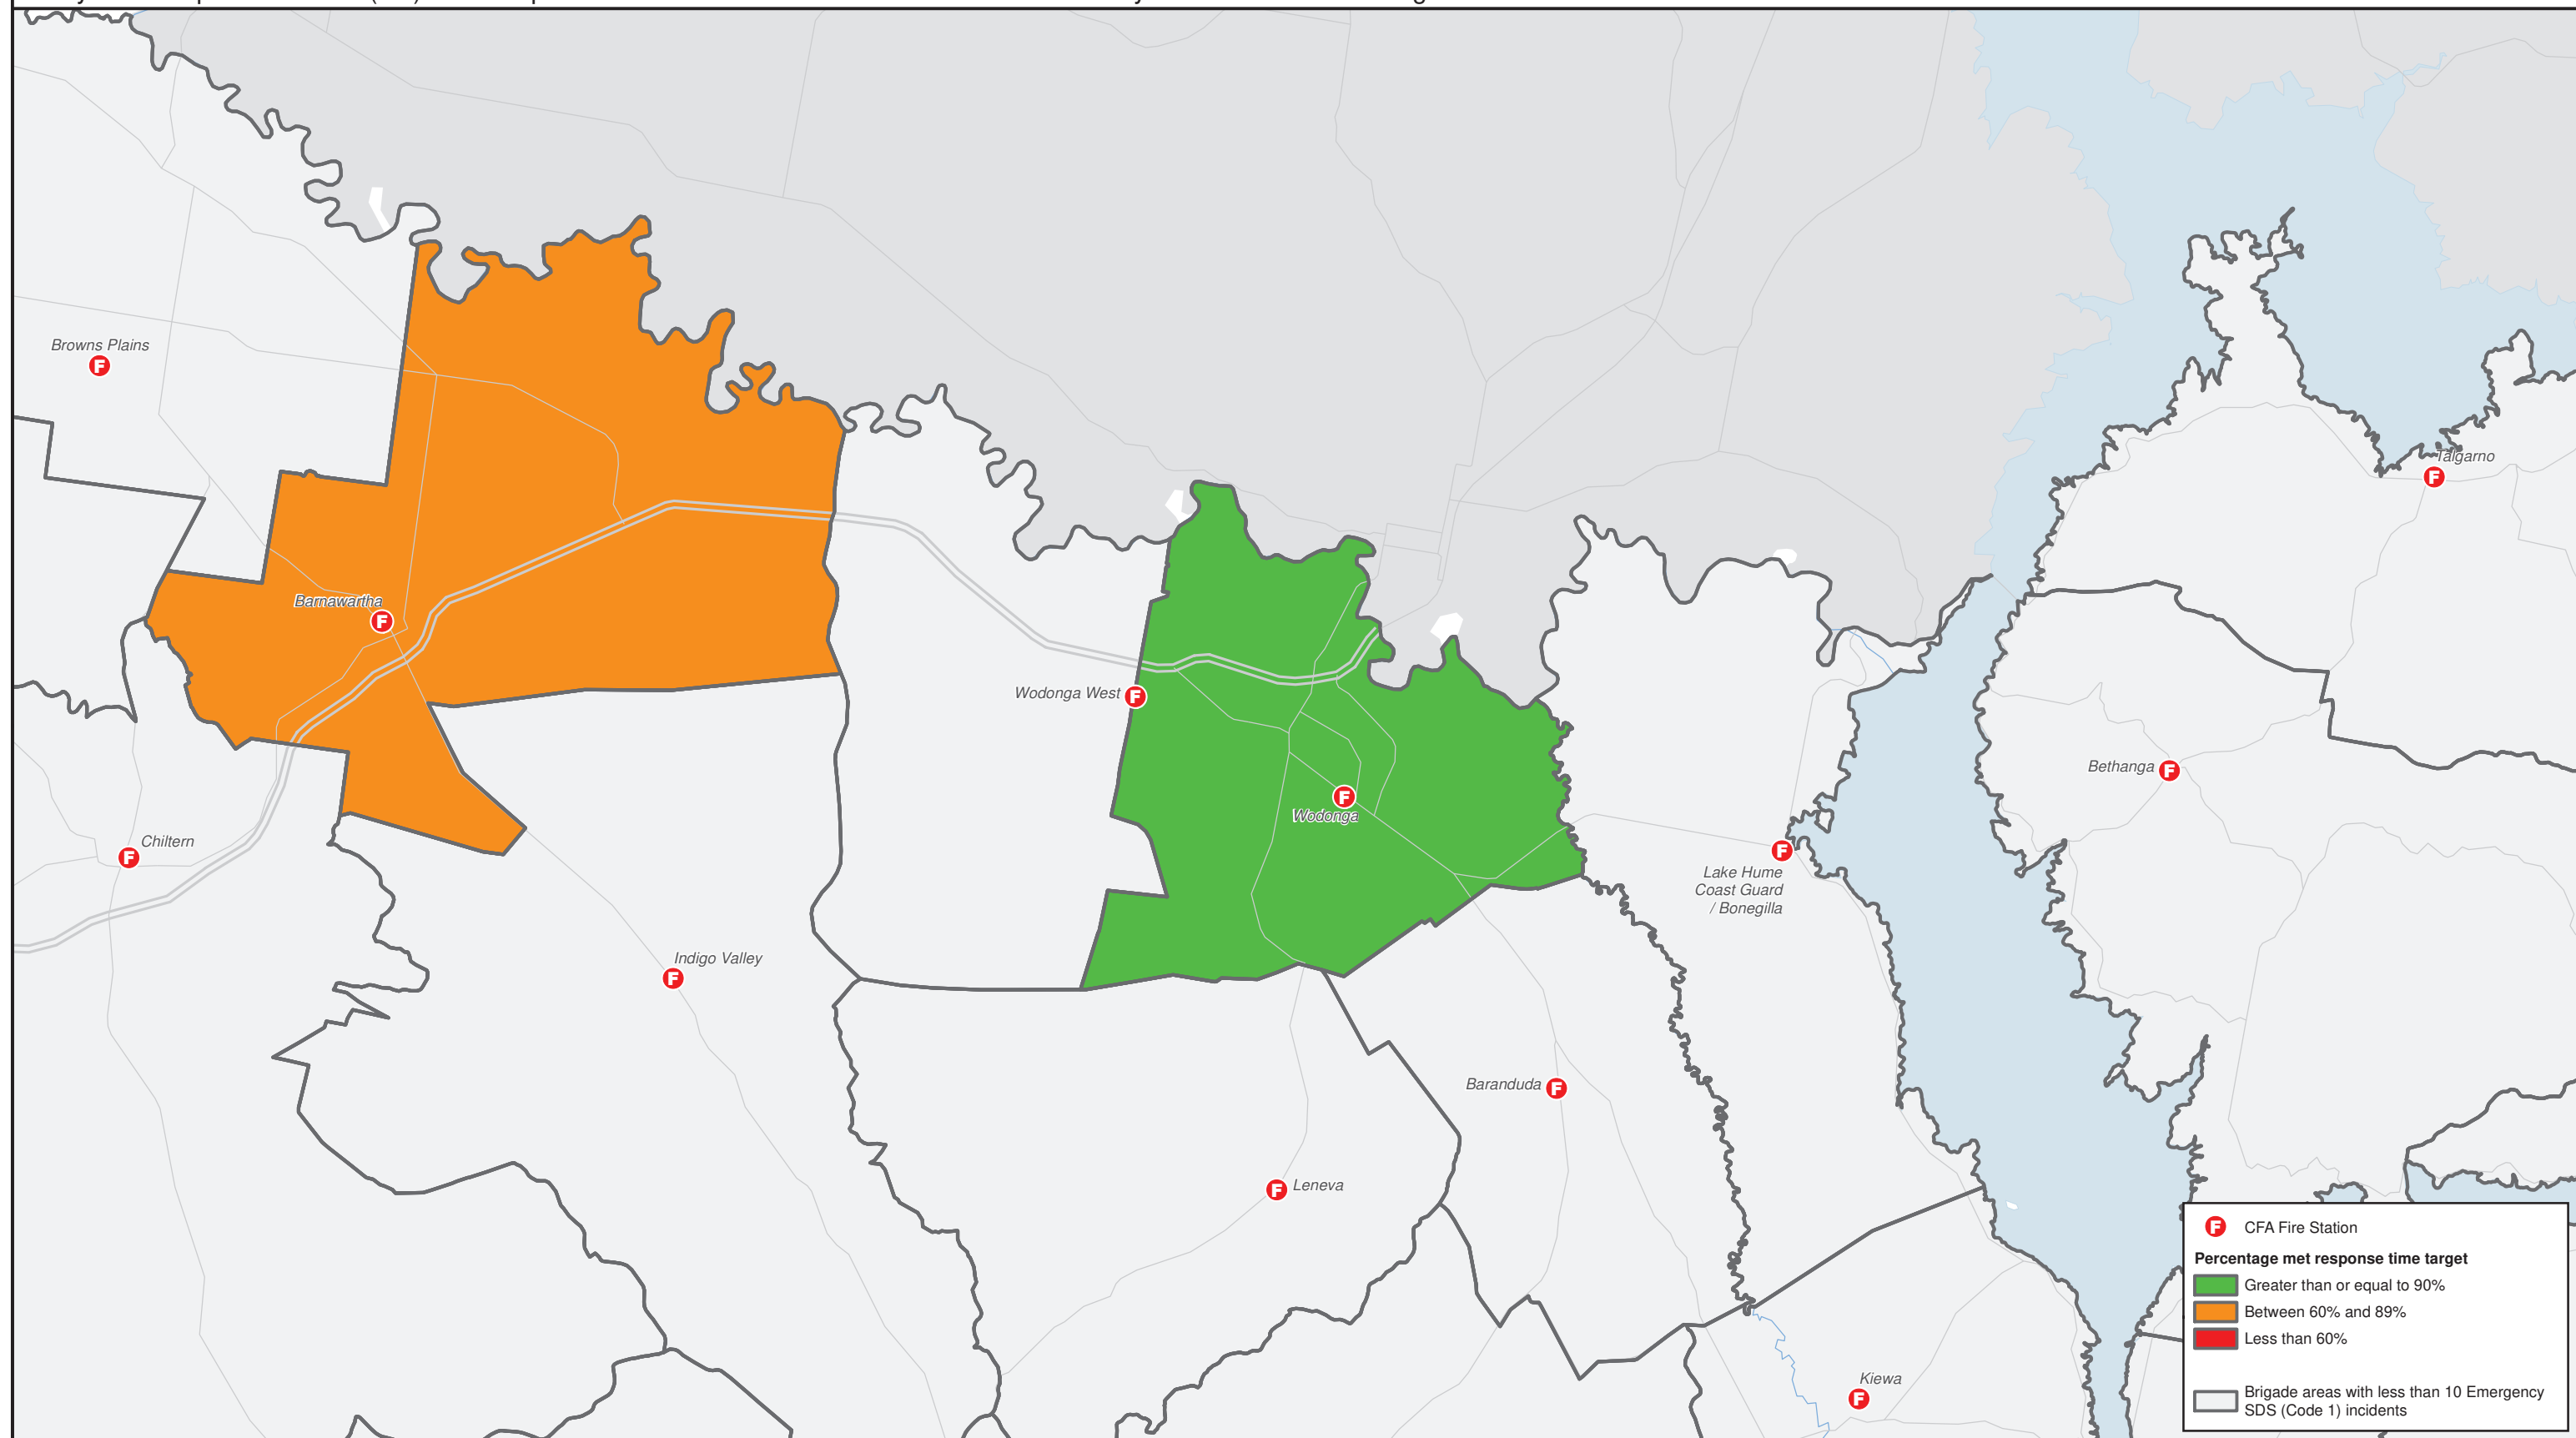 Browns Plains
F
Talgarno
F
Barnawartha
F
Wodonga West F
Bethanga F
F
Wodonga
Chiltern
F
F
Lake Hume
Coast Guard
/ Bonegilla
Indigo Valley
F
Baranduda F
F Leneva
Kiewa
F
F CFA Fire Station
Percentage met response time target
Greater than or equal to 90%
Between 60% and 89%
Less than 60%
Brigade areas with less than 10 Emergency
SDS (Code 1) incidents